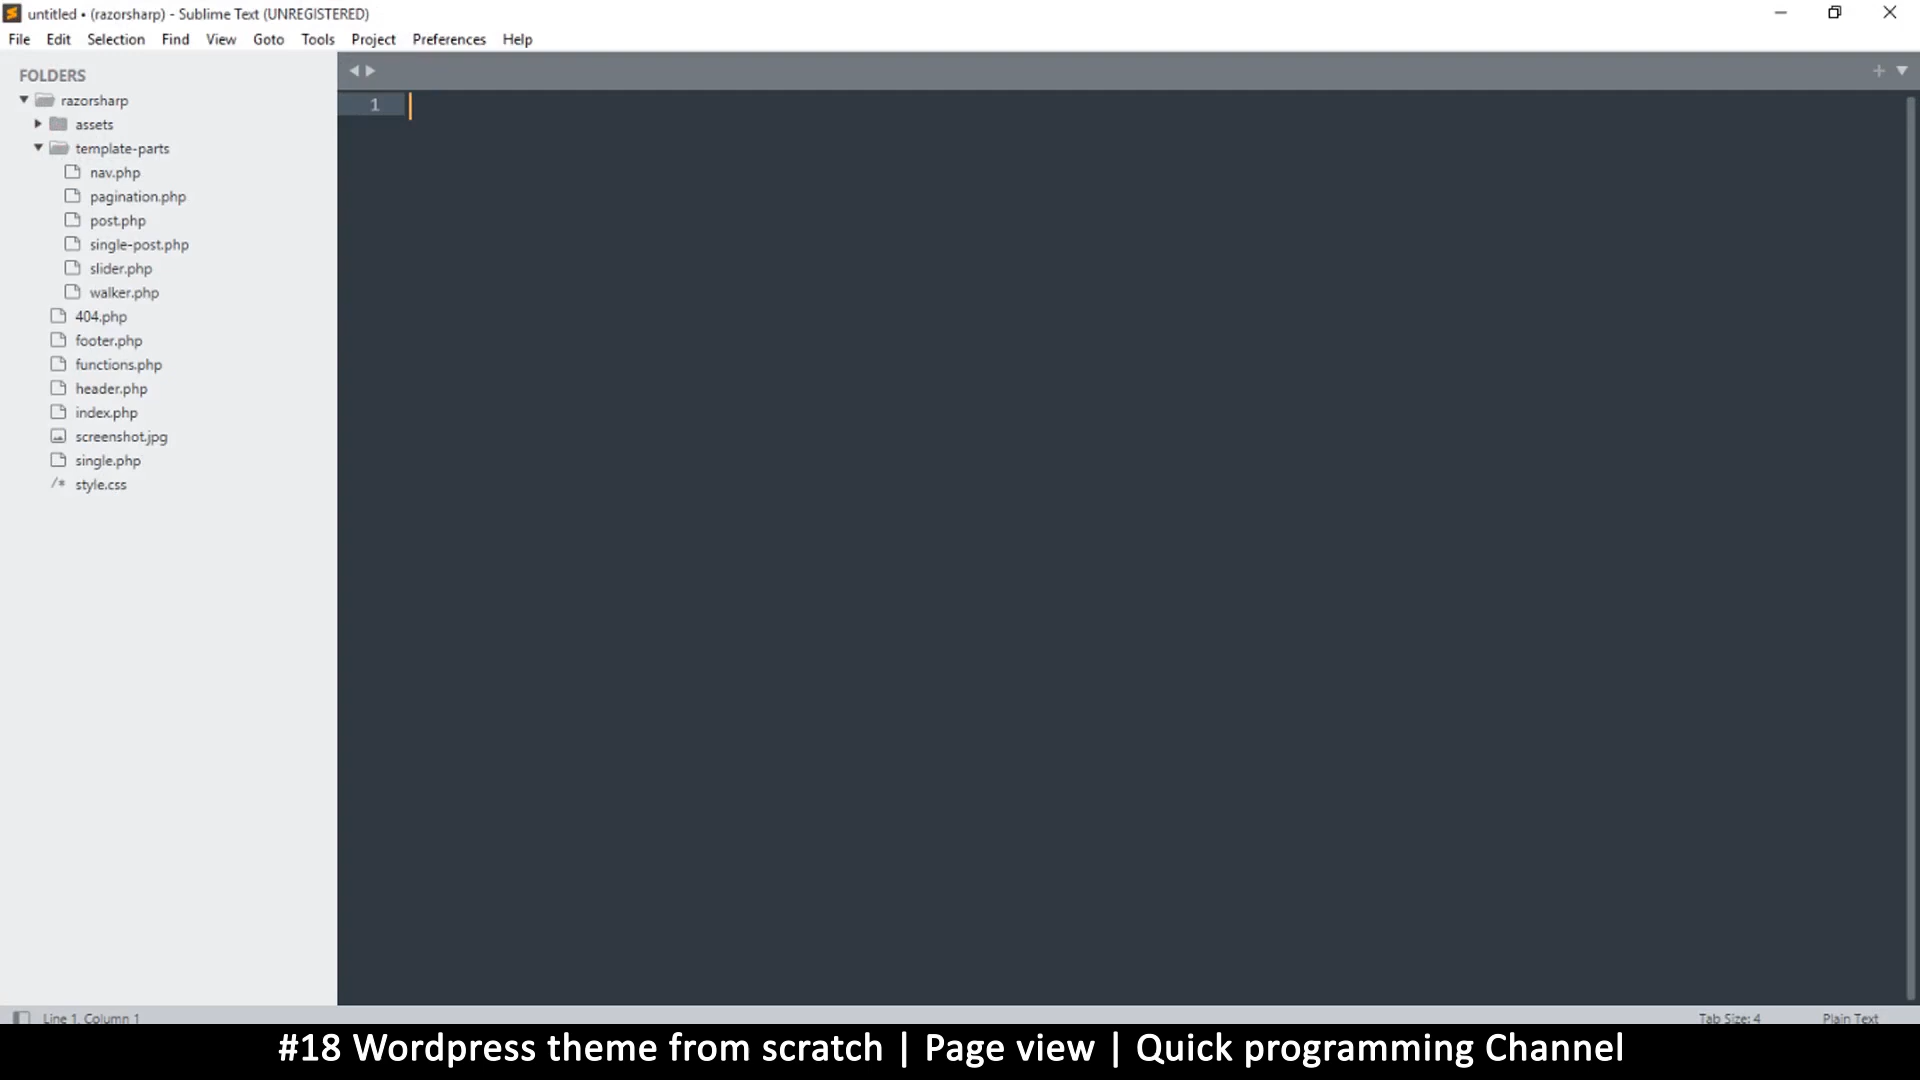 untitled • (razorsharp) - Sublime Text (UNREGISTERED)
File Edit Selection Find View Goto Tools Project Preferences Help
FOLDERS
razorsharp
assets
template-parts
nav.php
pagination.php
post.php
single-post.php
slider.php
walker.php
404.php
footer.php
functions.php
header.php
index.php
screenshot.jpg
single.php
/* style.css
1
Line 1, Column 1 Tab Size: 4 Plain Text
#18 Wordpress theme from scratch | Page view | Quick programming Channel